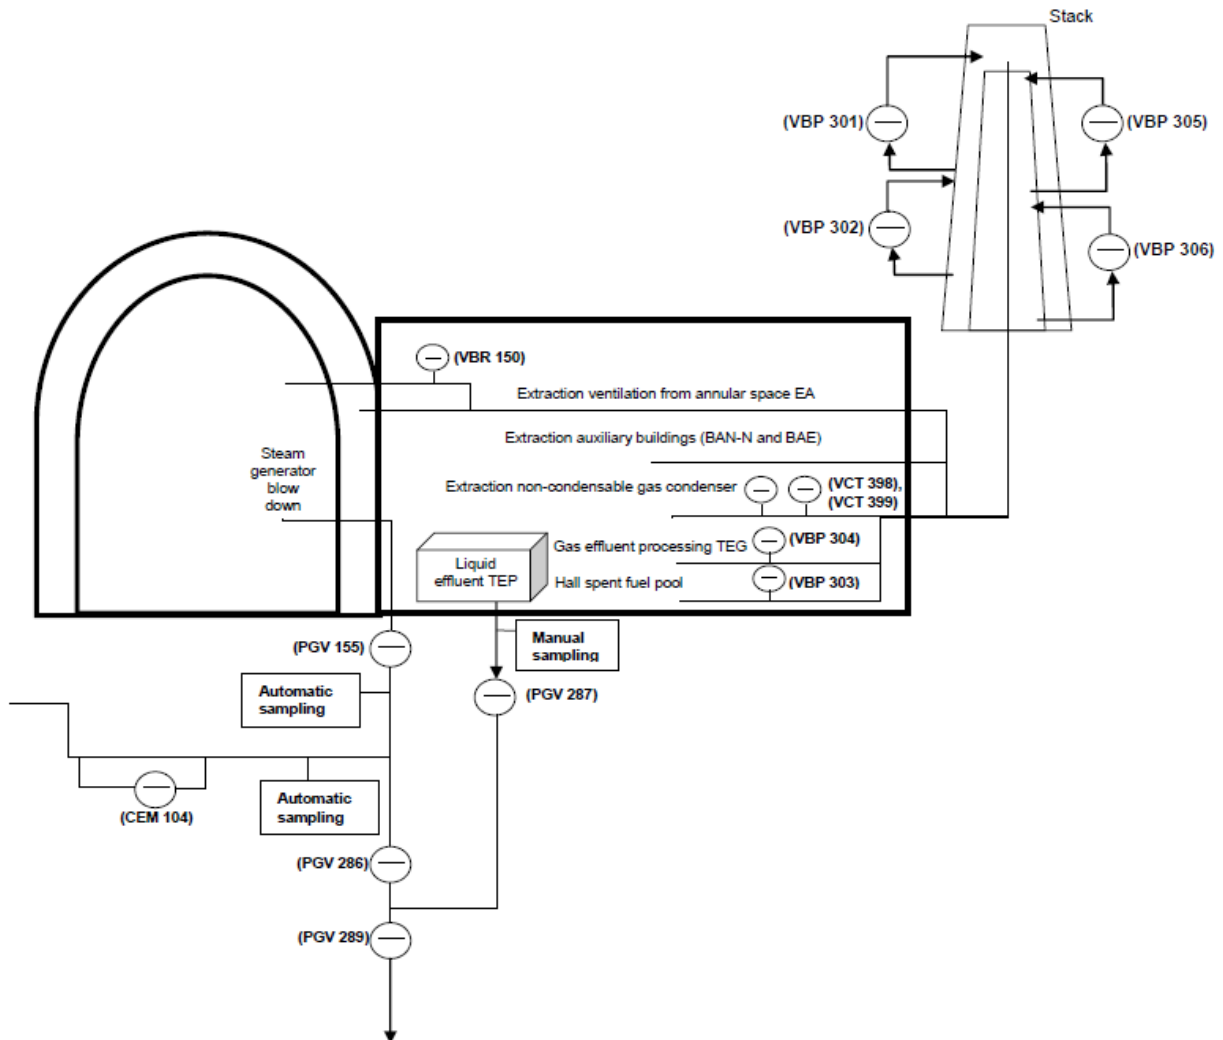 Stack
(VBP 301)
(VBP 305)
(VBP 302)
(VBP 306)
(VBR 150)
Extraction ventilation from annular space EA
Extraction auxiliary buildings (BAN-N and BAE)
Steam
generator
blow
down
Extraction non-condensable gas condenser
(VCT 398),
(VCT 399)
Gas effluent processing TEG
(VBP 304)
Liquid
effluent TEP
Hall spent fuel pool
(VBP 303)
(PGV 155)
Manual
sampling
Automatic
sampling
(PGV 287)
Automatic
sampling
(CEM 104)
(PGV 286)
(PGV 289)